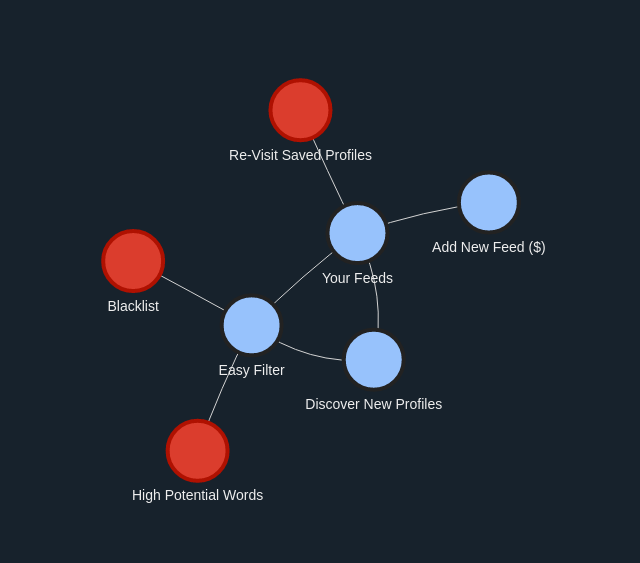 Re-Visit Saved Profiles
Add New Feed ($)
Your Feeds
Blacklist
Easy Filter
Discover New Profiles
High Potential Words